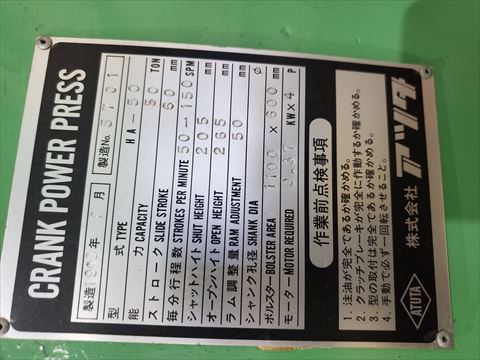 CRANK POWER PRESS
製造 19 年 月 製造No. 5701
型 式 TYPE HA-50
能 力 CAPACITY 50 TON
ストローク SLIDE STROKE 60 mm
毎分行程数 STROKES PER MINUTE 50-150 SPM
シャットハイト SHUT HEIGHT 205 mm
オープンハイト OPEN HEIGHT 265 mm
ラム調整量 RAM ADJUSTMENT 50 mm
シャンク孔径 SHANK DIA φ
ボルスター BOLSTER AREA 1100 × 600 mm
モーター MOTOR REQUIRED KW × 4 P
作業前点検事項
1. 注油が完全であるか確かめる。
2. クラッチブレーキが完全に作動するか確かめる。
3. 型の取付は完全であるか確かめる。
4. 手動で必ず一回転させること。
ATUTA
株式会社